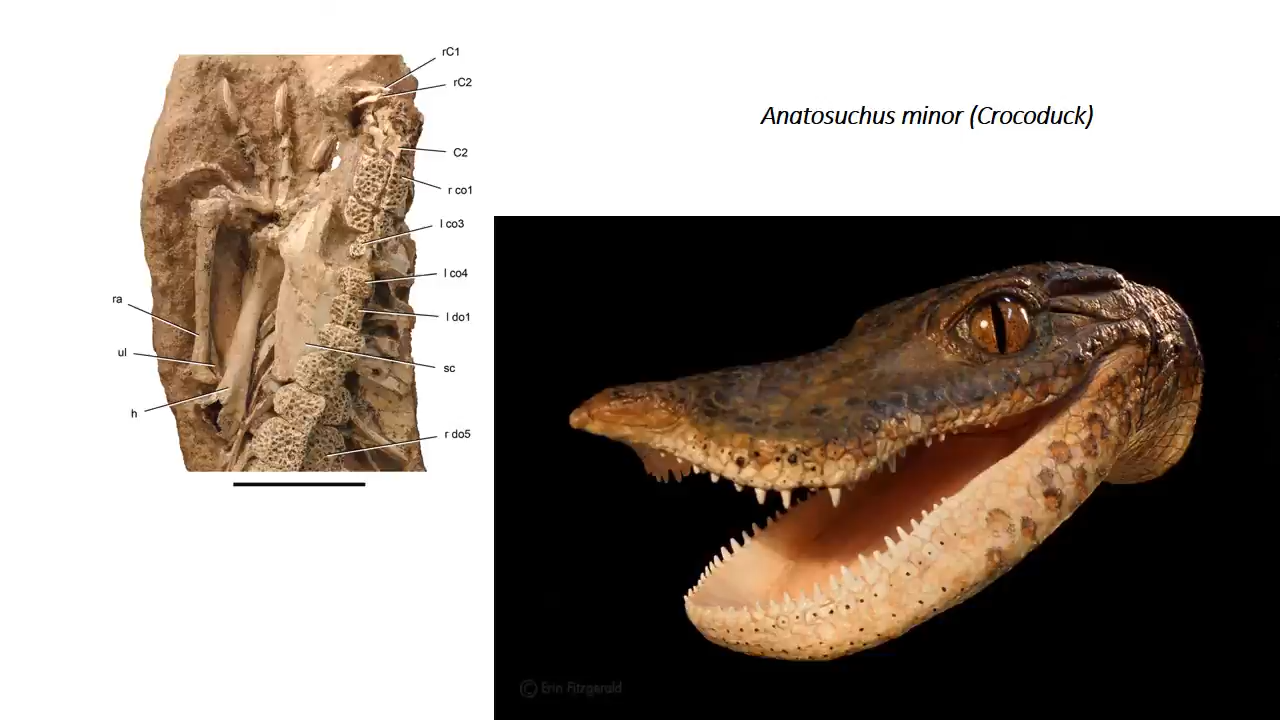 rC1
rC2
Anatosuchus minor (Crocoduck)
C2
r co1
l co3
l co4
ra
l do1
ul
sc
h
r do5
© Erin Fitzgerald